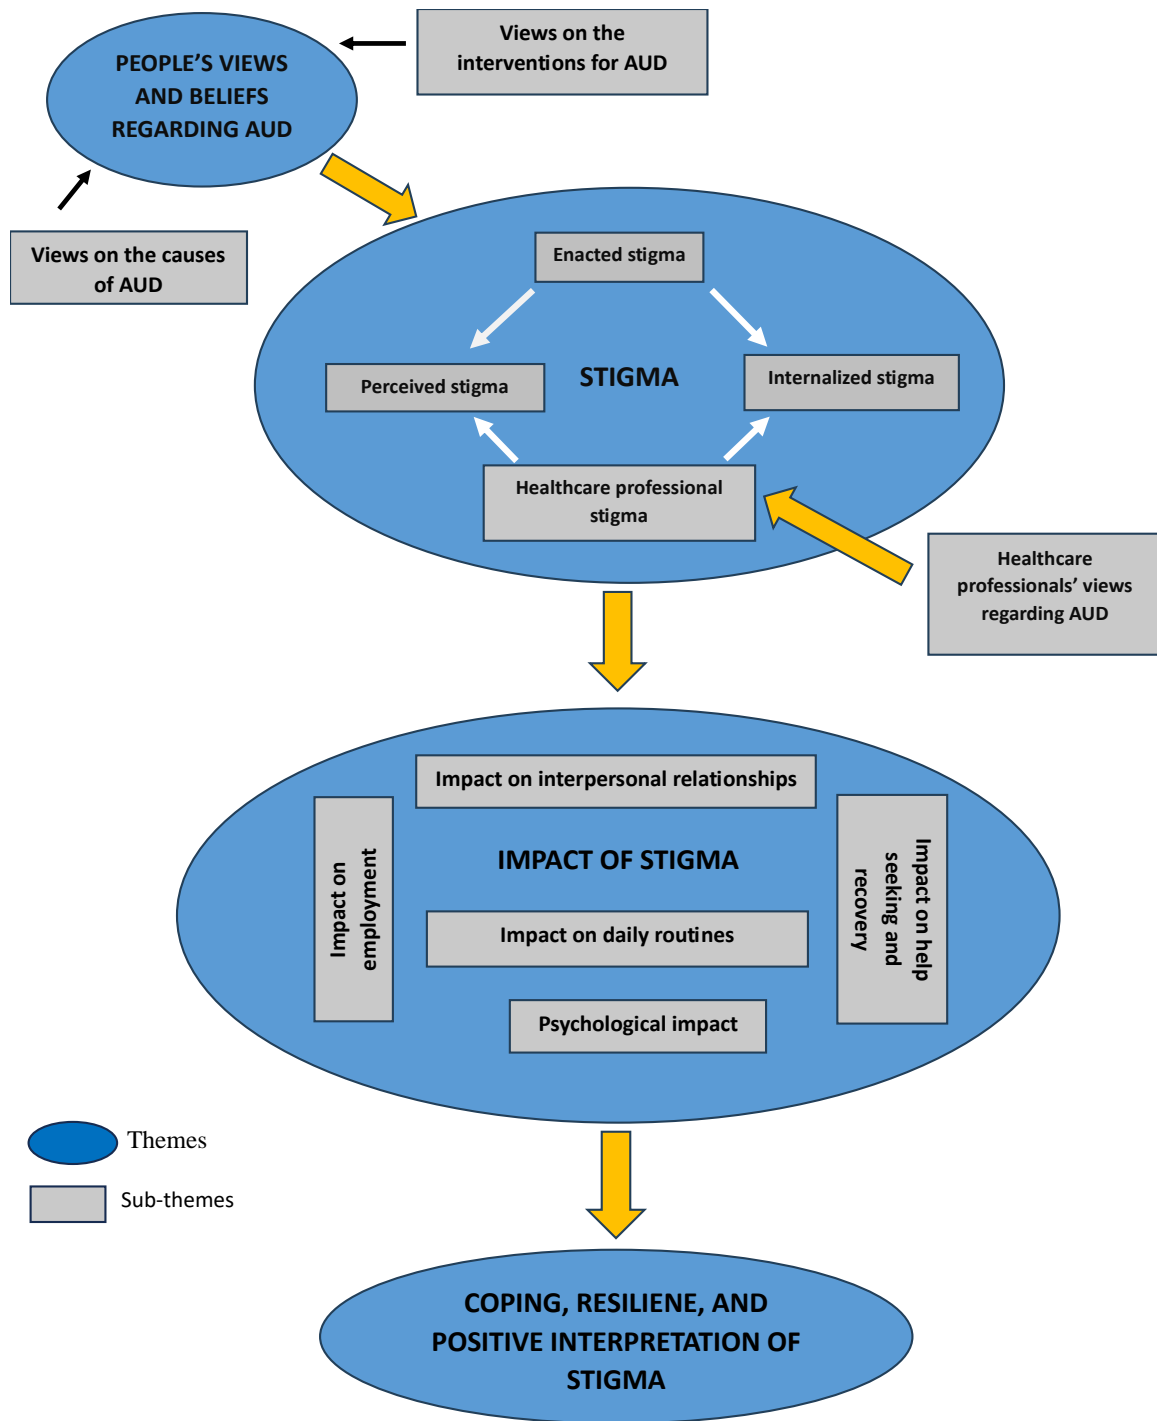 Views on the
interventions for AUD
PEOPLE’S VIEWS
AND BELIEFS
REGARDING AUD
Views on the causes
of AUD
Enacted stigma
Perceived stigma
STIGMA
Internalized stigma
Healthcare professional
stigma
Healthcare
professionals’ views
regarding AUD
Impact on interpersonal relationships
Impact on
employment
IMPACT OF STIGMA
Impact on help
seeking and
recovery
Impact on daily routines
Psychological impact
Themes
Sub-themes
COPING, RESILIENE, AND
POSITIVE INTERPRETATION OF
STIGMA